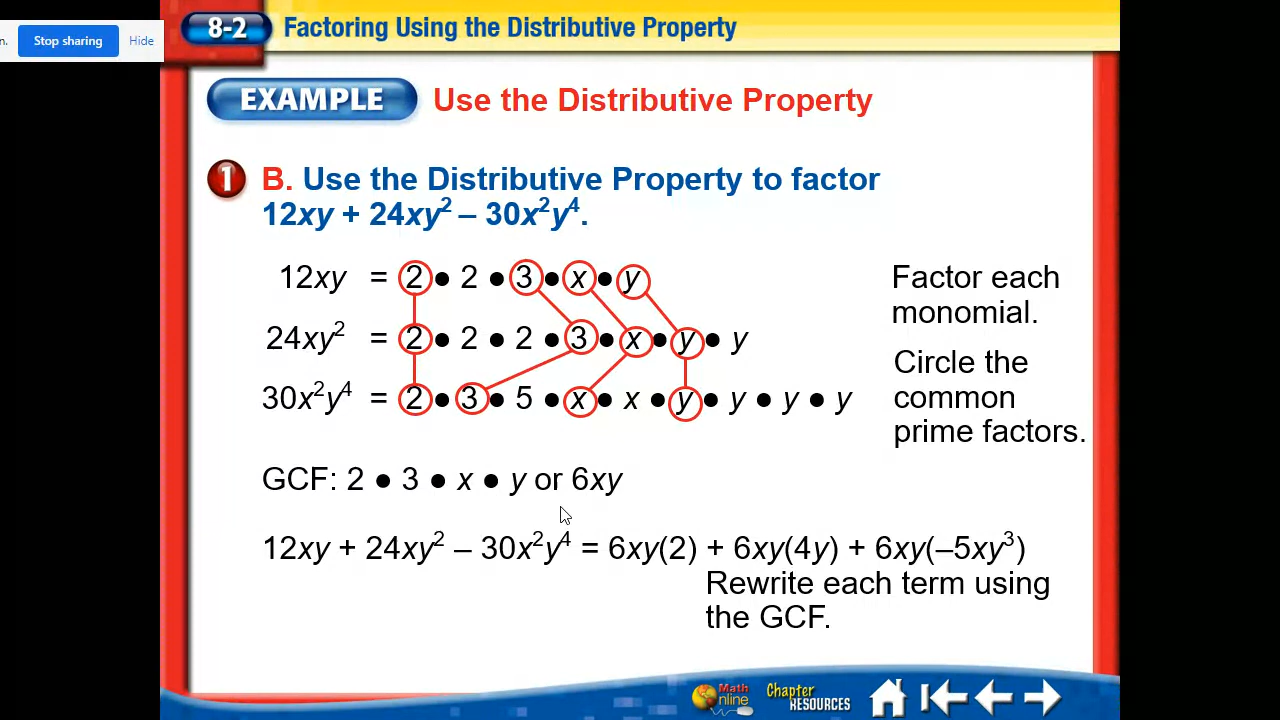 n.
Stop sharing
Hide
8-2
Factoring Using the Distributive Property
EXAMPLE
Use the Distributive Property
1
B. Use the Distributive Property to factor
12xy + 24xy² – 30x²y⁴.
12xy = 2 ● 2 ● 3 ● x ● y
Factor each
monomial.
24xy² = 2 ● 2 ● 2 ● 3 ● x ● y ● y
Circle the
common
prime factors.
30x²y⁴ = 2 ● 3 ● 5 ● x ● x ● y ● y ● y ● y
GCF: 2 ● 3 ● x ● y or 6xy
12xy + 24xy² – 30x²y⁴ = 6xy(2) + 6xy(4y) + 6xy(–5xy³)
Rewrite each term using
the GCF.
Math
nline
Chapter
RESOURCES